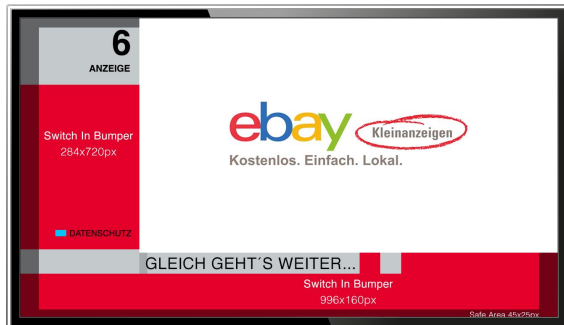 6
ANZEIGE
Switch In Bumper
284x720px
DATENSCHUTZ
ebay
Kleinanzeigen
Kostenlos. Einfach. Lokal.
GLEICH GEHT´S WEITER...
Switch In Bumper
996x160px
Safe Area 45x25px